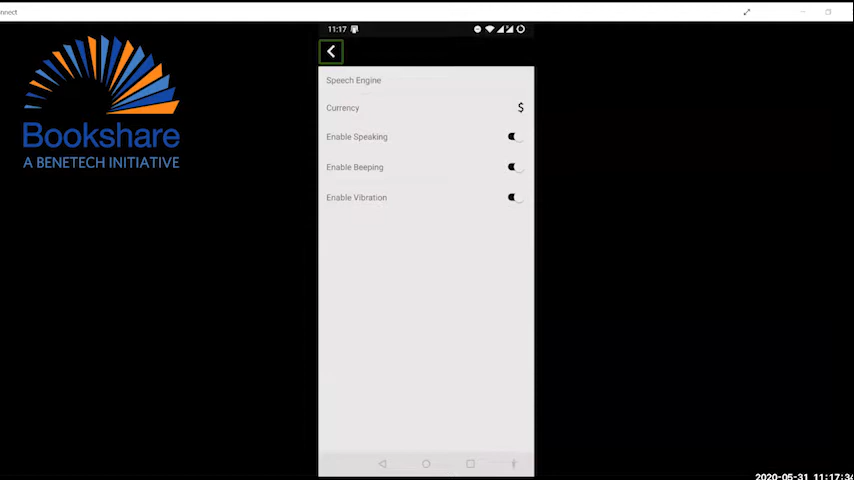 nnect
11:17
Bookshare
A BENETECH INITIATIVE
Speech Engine
Currency $
Enable Speaking
Enable Beeping
Enable Vibration
2020-05-31 11:17:34